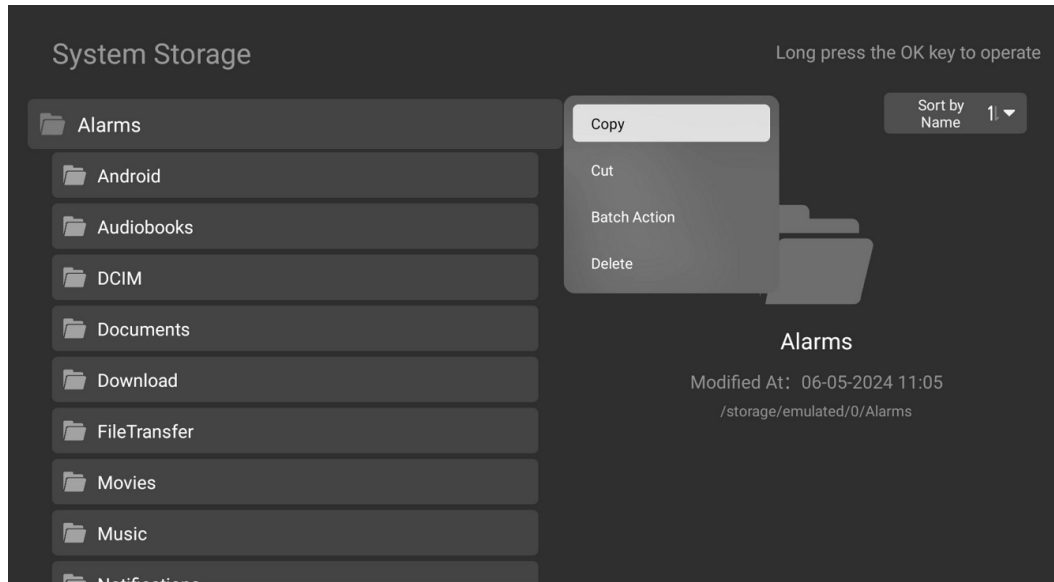 System Storage
Long press the OK key to operate
Alarms
Android
Audiobooks
DCIM
Documents
Download
FileTransfer
Movies
Music
Notifications
Copy
Cut
Batch Action
Delete
Sort by
Name
Alarms
Modified At: 06-05-2024 11:05
/storage/emulated/0/Alarms